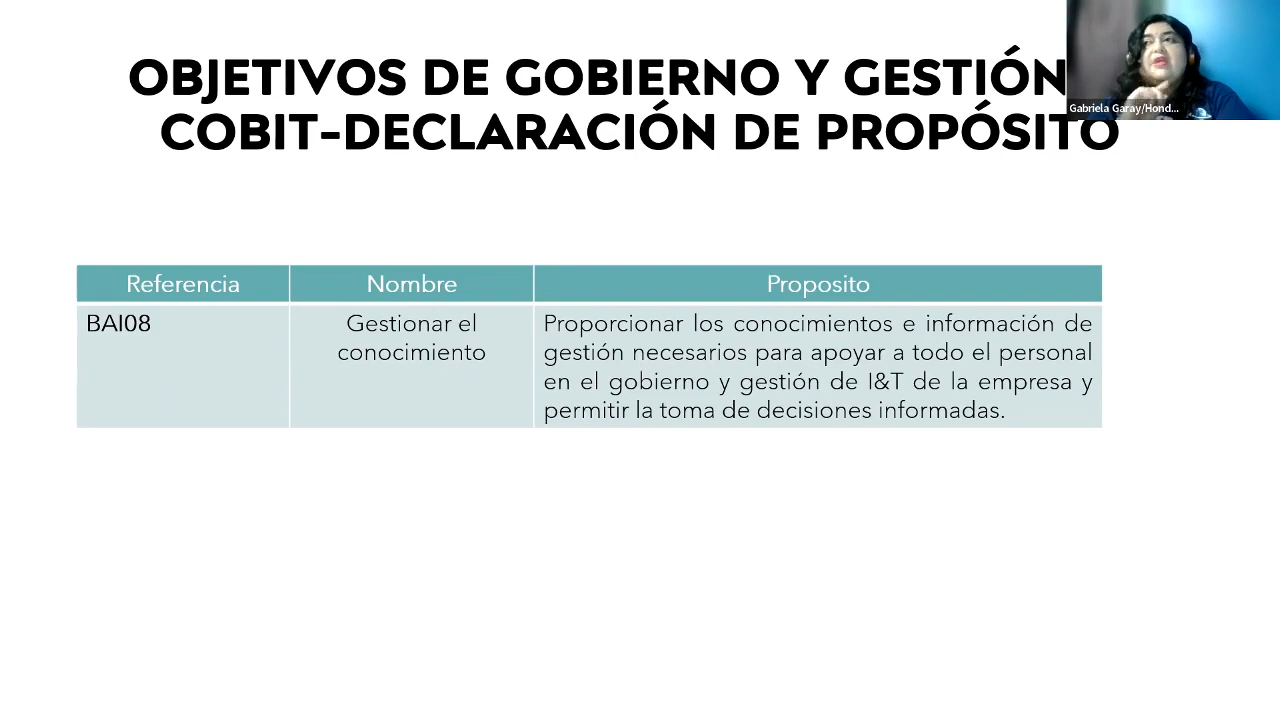 OBJETIVOS DE GOBIERNO Y GESTIÓN
COBIT-DECLARACIÓN DE PROPÓSITO
Gabriela Garay/Hond...
Referencia
Nombre
Proposito
BAI08
Gestionar el
conocimiento
Proporcionar los conocimientos e información de
gestión necesarios para apoyar a todo el personal
en el gobierno y gestión de I&T de la empresa y
permitir la toma de decisiones informadas.